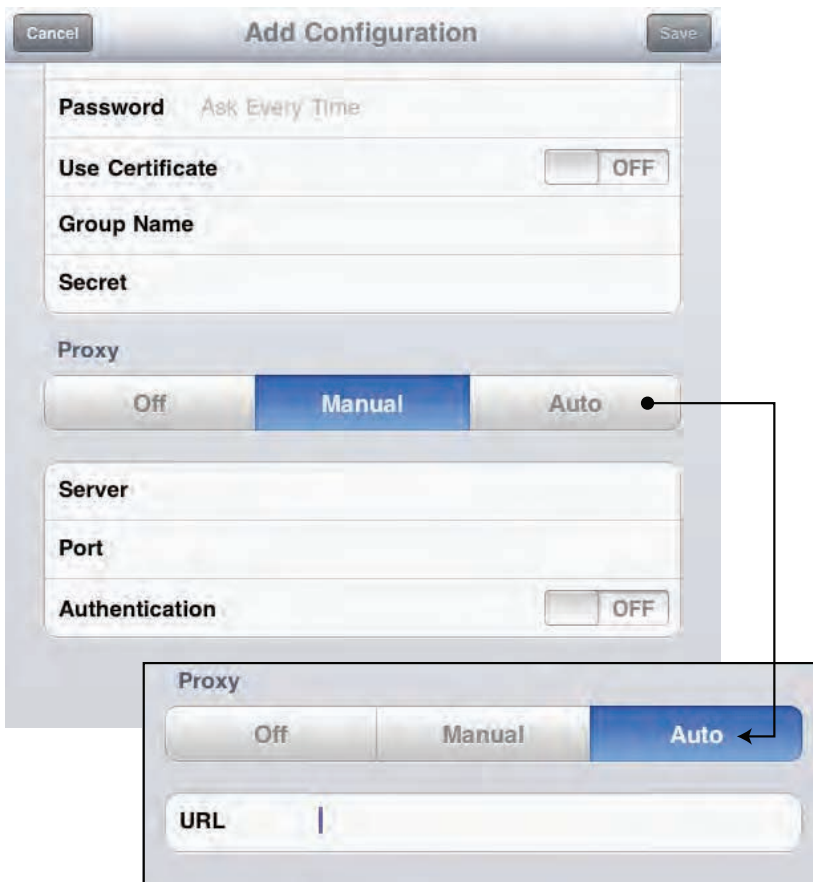 Cancel Add Configuration Save
Password Ask Every Time
Use Certificate OFF
Group Name
Secret
Proxy
Off Manual Auto
Server
Port
Authentication OFF
Proxy
Off Manual Auto
URL